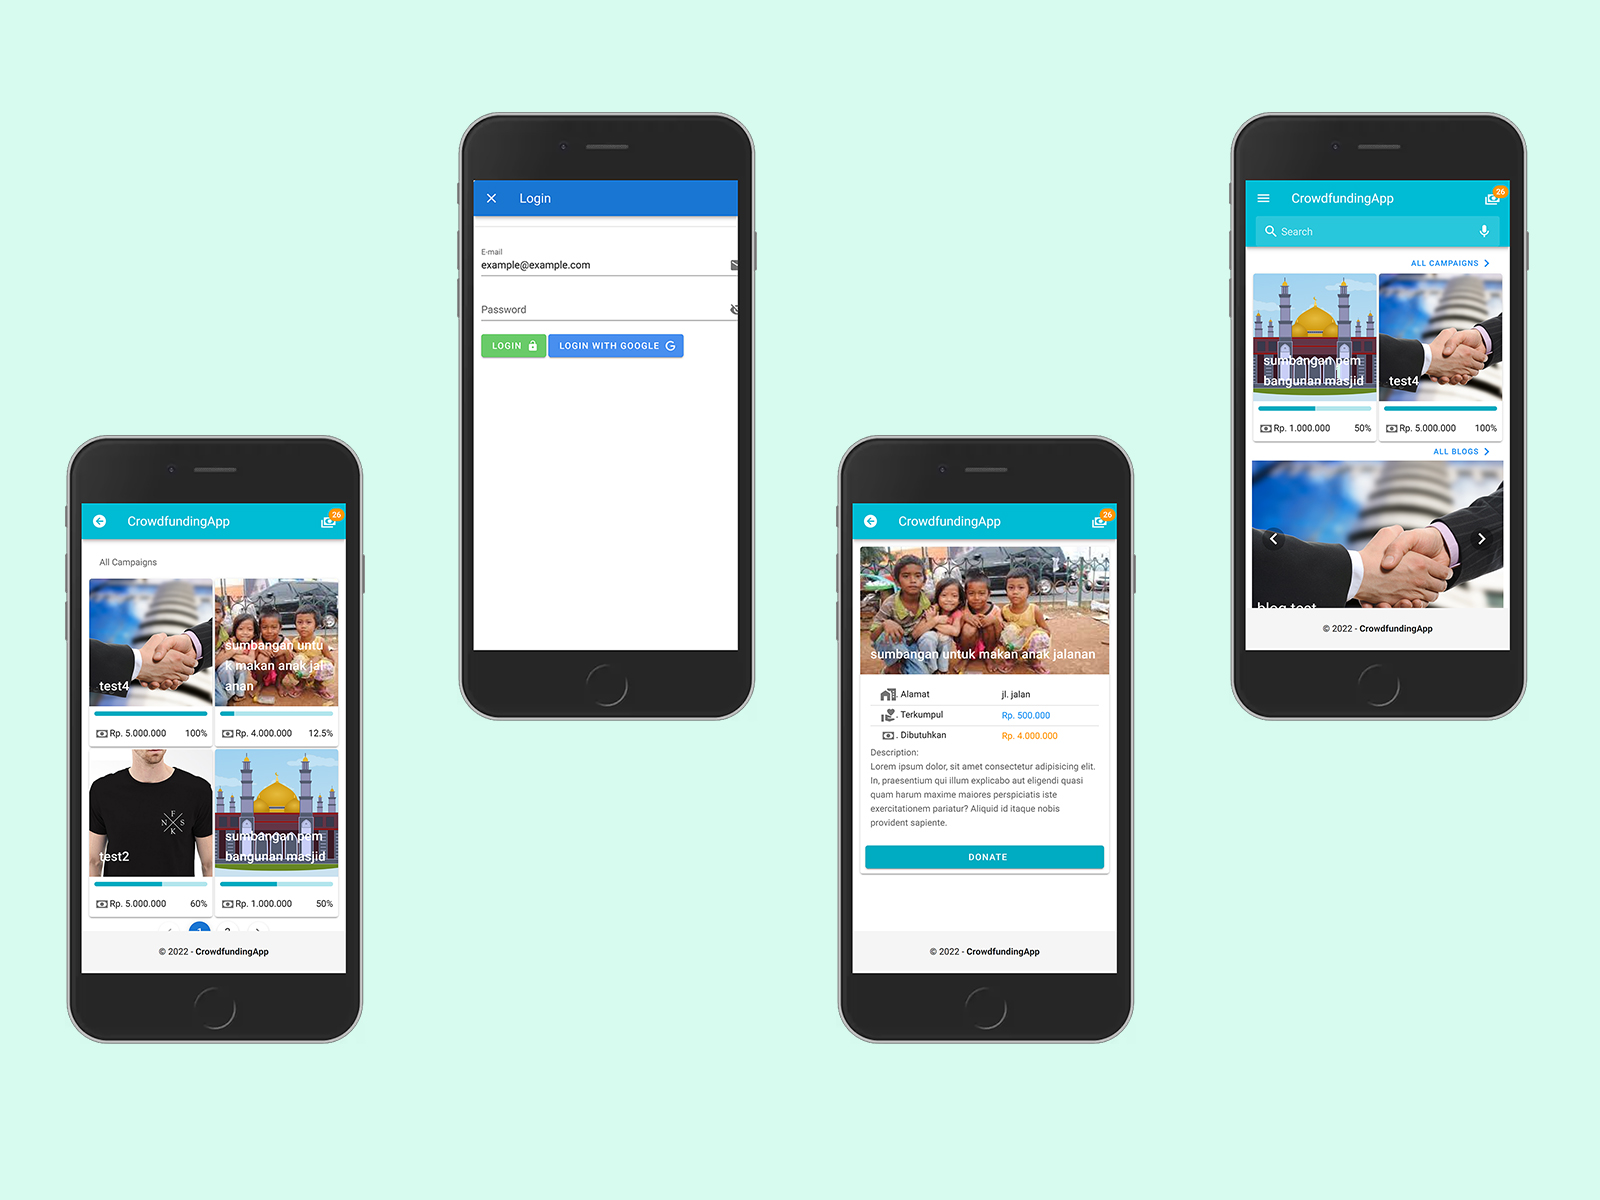 CrowdfundingApp
26
All Campaigns
test4
Rp. 5.000.000 100%
sumbangan untu
k makan anak jal
anan
Rp. 4.000.000 12.5%
F
N S
K
test2
Rp. 5.000.000 60%
sumbangan pem
bangunan masjid
Rp. 1.000.000 50%
1 2
© 2022 - CrowdfundingApp
Login
E-mail
example@example.com
Password
LOGIN
LOGIN WITH GOOGLE G
CrowdfundingApp
26
sumbangan untuk makan anak jalanan
. Alamat jl. jalan
. Terkumpul Rp. 500.000
. Dibutuhkan Rp. 4.000.000
Description:
Lorem ipsum dolor, sit amet consectetur adipisicing elit.
In, praesentium qui illum explicabo aut eligendi quasi
quam harum maxime maiores perspiciatis iste
exercitationem pariatur? Aliquid id itaque nobis
provident sapiente.
DONATE
© 2022 - CrowdfundingApp
CrowdfundingApp
26
Search
ALL CAMPAIGNS
sumbangan pem
bangunan masjid
Rp. 1.000.000 50%
test4
Rp. 5.000.000 100%
ALL BLOGS
blog test
© 2022 - CrowdfundingApp